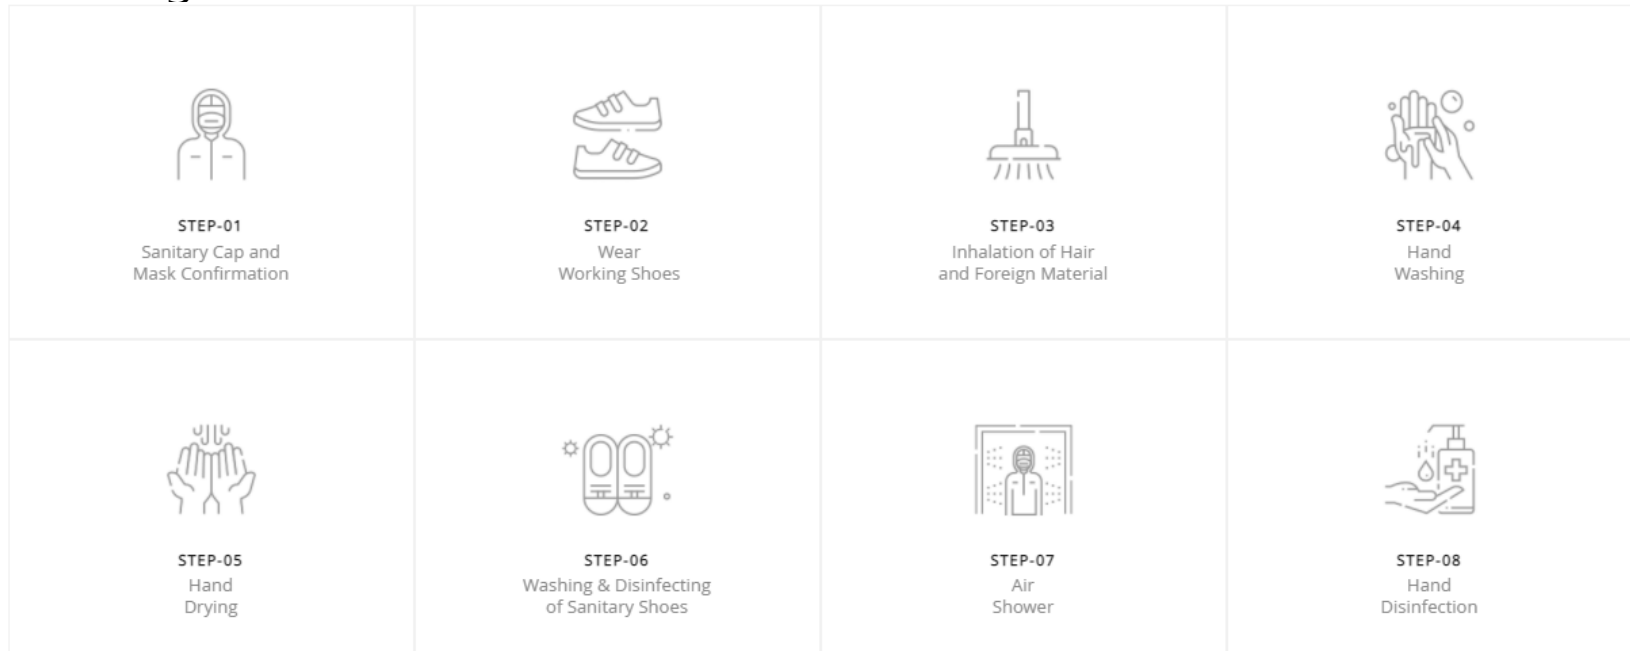 STEP-01
Sanitary Cap and
Mask Confirmation
STEP-02
Wear
Working Shoes
STEP-03
Inhalation of Hair
and Foreign Material
STEP-04
Hand
Washing
STEP-05
Hand
Drying
STEP-06
Washing & Disinfecting
of Sanitary Shoes
STEP-07
Air
Shower
STEP-08
Hand
Disinfection